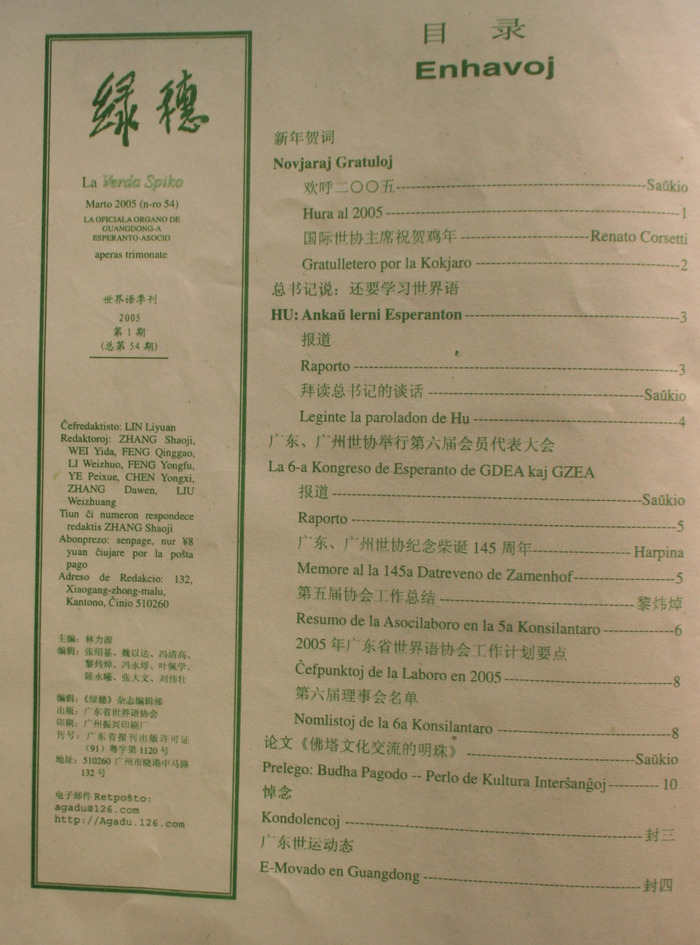 绿穗
La Verda Spiko
Marto 2005 (n-ro 54)
LA OFICIALA ORGANO DE
GUANGDONG-A
ESPERANTO-ASOCIO
aperas trimonate
世界语季刊
2005
第 1 期
(总第 54 期)
Ĉefredaktisto: LIN Liyuan
Redaktoroj: ZHANG Shaoji,
WEI Yida, FENG Qinggao,
LI Weizhuo, FENG Yongfu,
YE Peixue, CHEN Yongxi,
ZHANG Dawen, LIU
Weizhuang
Tiun ĉi numeron respondece
redaktis ZHANG Shaoji
Abonprezo: senpage, nur ¥8
yuan ĉiujare por la poŝta
pago
Adreso de Redakcio: 132,
Xiaogang-zhong-malu,
Kantono, Ĉinio 510260
主编: 林力源
编辑: 张绍基、魏以达、冯清高、
黎炜焯、冯永 叶佩学、
陈永 、张大文、刘伟壮
编辑:《绿穗》杂志编辑部
出版: 广东省世界语协会
印刷: 广州振兴印刷厂
刊号: 广东省报刊出版许可证
(91) 粤字第 1120 号
地址: 510260 广州市晓港中马路
132 号
电子邮件 Retpoŝto:
agadu@126.com
http://Agadu.126.com
目 录
Enhavoj
新年贺词
Novjaraj Gratuloj
欢呼二〇〇五 Saŭkio
Hura al 2005 1
国际世协主席祝贺鸡年 Renato Corsetti
Gratulletero por la Kokjaro 2
总书记说：还要学习世界语
HU: Ankaŭ lerni Esperanton 3
报道
Raporto 3
拜读总书记的谈话 Saŭkio
Leginte la paroladon de Hu 4
广东、广州世协举行第六届会员代表大会
La 6-a Kongreso de Esperanto de GDEA kaj GZEA
报道 Saŭkio
Raporto 5
广东、广州世协纪念柴诞 145 周年 Harpina
Memore al la 145a Datreveno de Zamenhof 5
第五届协会工作总结 黎炜焯
Resumo de la Asocilaboro en la 5a Konsilantaro 6
2005 年广东省世界语协会工作计划要点
Ĉefpunktoj de la Laboro en 2005 8
第六届理事会名单
Nomlistoj de la 6a Konsilantaro 8
论文《佛塔文化交流的明珠》 Saŭkio
Prelego: Budha Pagodo -- Perlo de Kultura Interŝanĝoj 10
悼念
Kondolencoj 封三
广东世运动态
E-Movado en Guangdong 封四